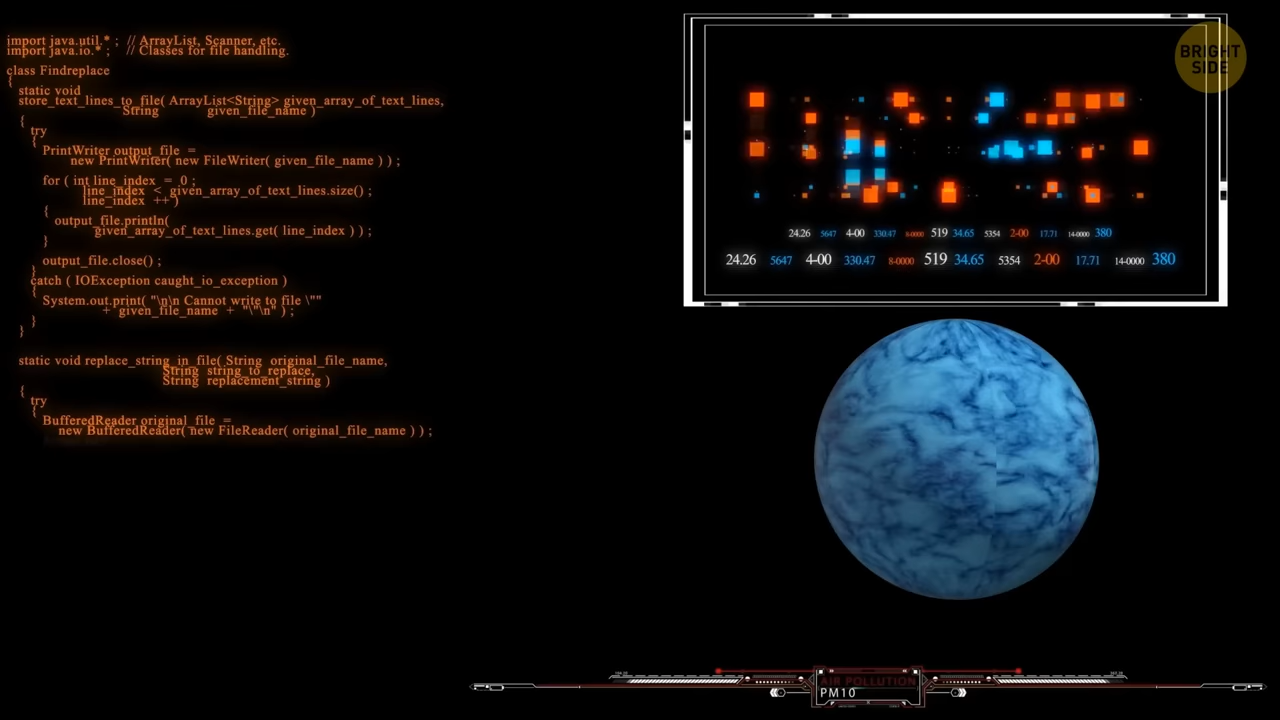 import java.util.* ; // ArrayList, Scanner, etc.
import java.io.* ; // Classes for file handling.
class Findreplace
{
static void
store_text_lines_to_file( ArrayList<String> given_array_of_text_lines,
String given_file_name )
{
try
{
PrintWriter output_file =
new PrintWriter( new FileWriter( given_file_name ) ) ;
for ( int line_index = 0 ;
line_index < given_array_of_text_lines.size() ;
line_index ++ )
{
output_file.println(
given_array_of_text_lines.get( line_index ) ) ;
}
output_file.close() ;
}
catch ( IOException caught_io_exception )
{
System.out.print( "\n\n Cannot write to file \""
+ given_file_name + "\"\n" ) ;
}
}
static void replace_string_in_file( String original_file_name,
String string_to_replace,
String replacement_string )
{
try
{
BufferedReader original_file =
new BufferedReader( new FileReader( original_file_name ) ) ;
BRIGHT
SIDE
24.26 5647 4-00 330.47 8-0000 519 34.65 5354 2-00 17.71 14-0000 380
24.26 5647 4-00 330.47 8-0000 519 34.65 5354 2-00 17.71 14-0000 380
AIR POLLUTION
PM10